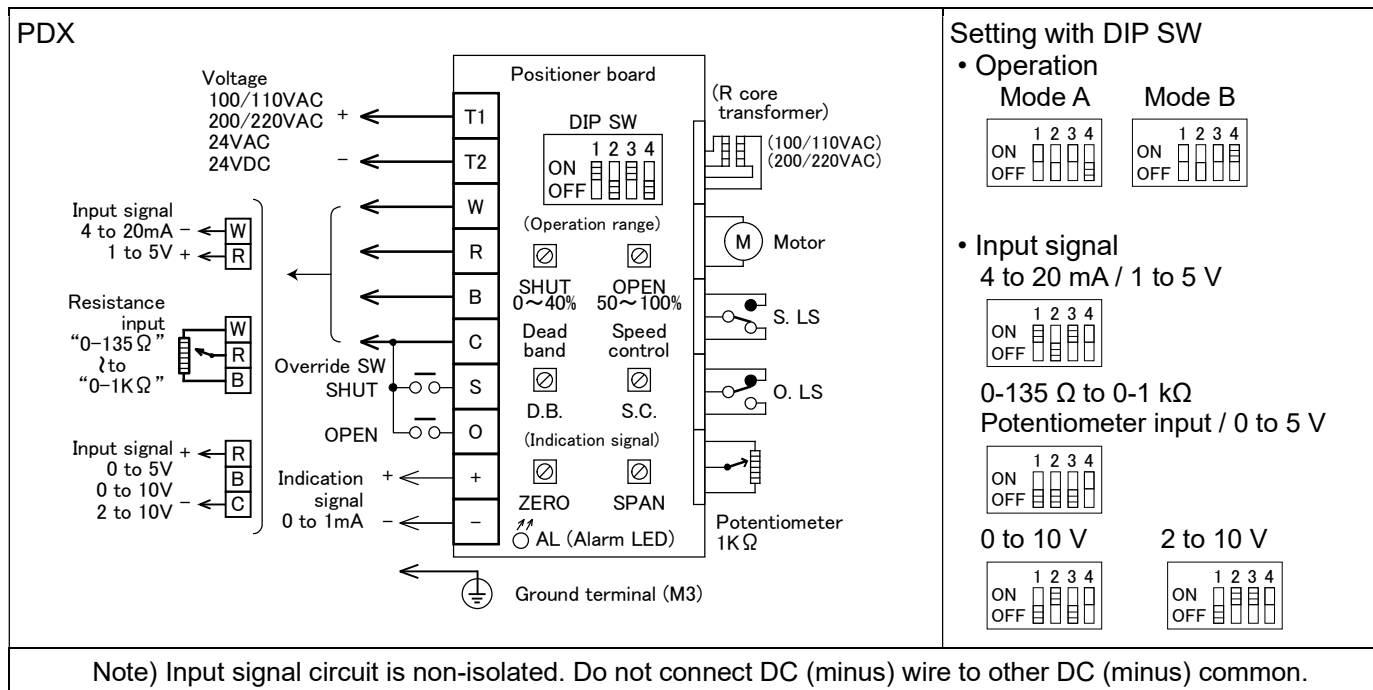 PDX
Voltage
100/110VAC
200/220VAC
24VAC
24VDC
+
-
Input signal
4 to 20mA -
1 to 5V +
W
R
Resistance
input
“0-135Ω”
≀to
“0-1KΩ”
W
R
B
Input signal +
0 to 5V
0 to 10V
2 to 10V -
R
B
C
Override SW
SHUT
OPEN
Indication
signal
0 to 1mA
+
-
T1
T2
W
R
B
C
S
O
+
-
Positioner board
DIP SW
1 2 3 4
ON
OFF
(Operation range)
SHUT
0～40%
OPEN
50～100%
Dead
band
Speed
control
D.B.
S.C.
(Indication signal)
ZERO
SPAN
AL (Alarm LED)
Ground terminal (M3)
(R core
transformer)
(100/110VAC)
(200/220VAC)
M
Motor
S. LS
O. LS
Potentiometer
1KΩ
Setting with DIP SW
• Operation
Mode A Mode B
1 2 3 4
ON
OFF
1 2 3 4
ON
OFF
• Input signal
4 to 20 mA / 1 to 5 V
1 2 3 4
ON
OFF
0-135 Ω to 0-1 kΩ
Potentiometer input / 0 to 5 V
1 2 3 4
ON
OFF
0 to 10 V 2 to 10 V
1 2 3 4
ON
OFF
1 2 3 4
ON
OFF
Note) Input signal circuit is non-isolated. Do not connect DC (minus) wire to other DC (minus) common.